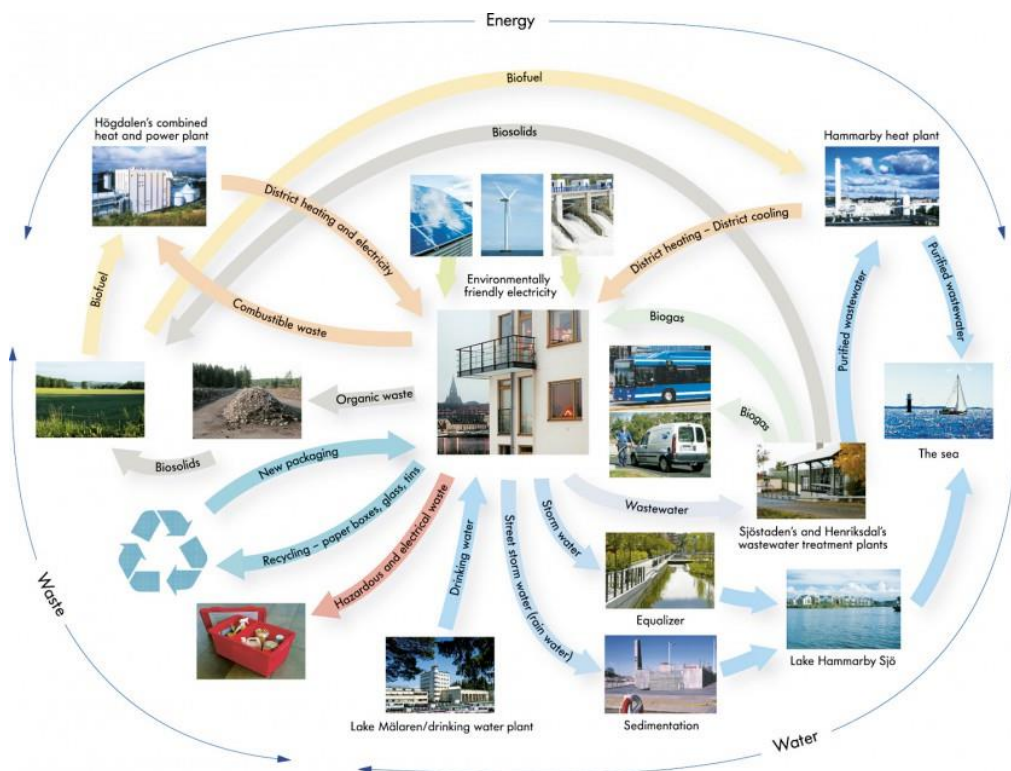 Energy
Biofuel
Högdalen's combined
heat and power plant
Biosolids
Hammarby heat plant
District heating and electricity
District heating – District cooling
Environmentally
friendly electricity
Biofuel
Combustible waste
Biogas
Purified wastewater
Purified wastewater
Organic waste
Biogas
The sea
Biosolids
New packaging
Wastewater
Sjöstaden's and Henriksdal's
wastewater treatment plants
Recycling – paper boxes, glass, tins
Hazardous and electrical waste
Drinking water
Street storm water (rain water)
Storm water
Waste
Equalizer
Lake Hammarby Sjö
Lake Mälaren/drinking water plant
Sedimentation
Water